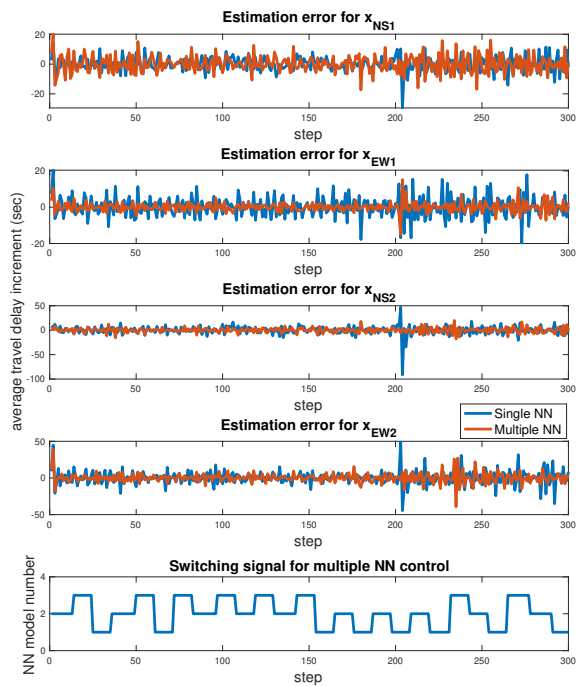 Estimation error for x_NS1
20
0
-20
0 50 100 150 200 250 300
step
Estimation error for x_EW1
20
0
-20
0 50 100 150 200 250 300
step
average travel delay increment (sec)
Estimation error for x_NS2
50
0
-50
-100
0 50 100 150 200 250 300
step
Single NN
Multiple NN
Estimation error for x_EW2
50
0
-50
0 50 100 150 200 250 300
step
Switching signal for multiple NN control
NN model number
4
2
0
0 50 100 150 200 250 300
step